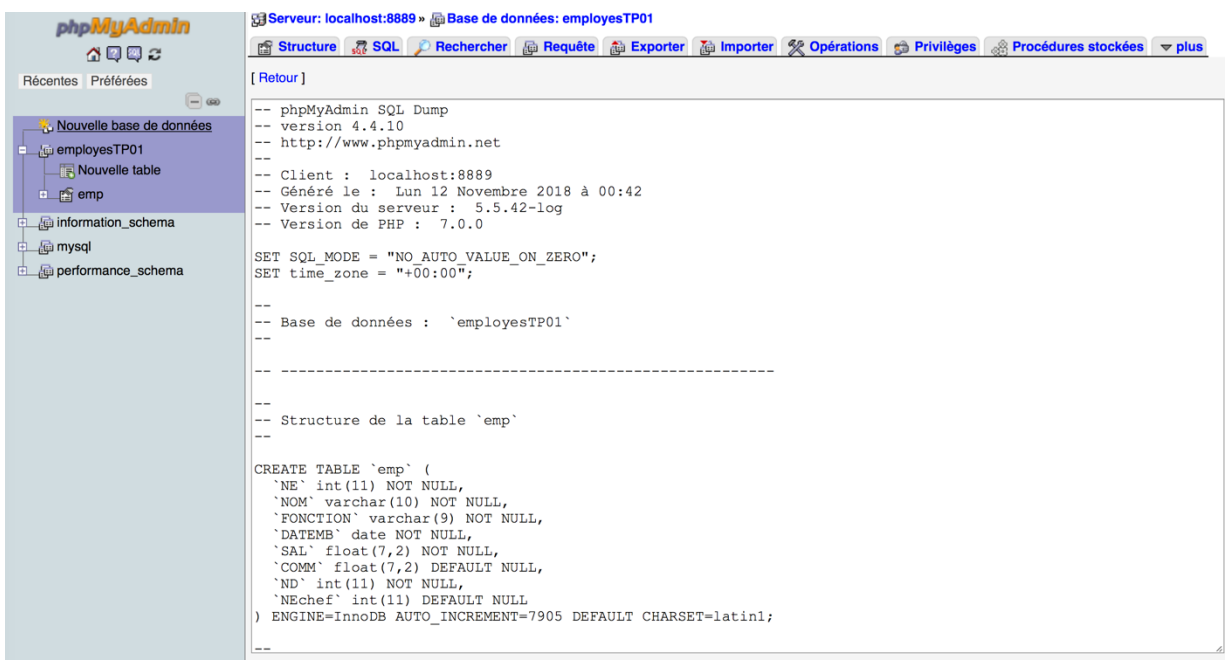 phpMyAdmin
Récentes Préférées
Nouvelle base de données
employesTP01
Nouvelle table
emp
information_schema
mysql
performance_schema
Serveur: localhost:8889 » Base de données: employesTP01
Structure SQL Rechercher Requête Exporter Importer Opérations Privilèges Procédures stockées plus
[ Retour ]
-- phpMyAdmin SQL Dump
-- version 4.4.10
-- http://www.phpmyadmin.net
--
-- Client :  localhost:8889
-- Généré le :  Lun 12 Novembre 2018 à 00:42
-- Version du serveur :  5.5.42-log
-- Version de PHP :  7.0.0
SET SQL_MODE = "NO_AUTO_VALUE_ON_ZERO";
SET time_zone = "+00:00";
--
-- Base de données :  `employesTP01`
--
-- --------------------------------------------------------
--
-- Structure de la table `emp`
--
CREATE TABLE `emp` (
  `NE` int(11) NOT NULL,
  `NOM` varchar(10) NOT NULL,
  `FONCTION` varchar(9) NOT NULL,
  `DATEMB` date NOT NULL,
  `SAL` float(7,2) NOT NULL,
  `COMM` float(7,2) DEFAULT NULL,
  `ND` int(11) NOT NULL,
  `NEchef` int(11) DEFAULT NULL
) ENGINE=InnoDB AUTO_INCREMENT=7905 DEFAULT CHARSET=latin1;
--